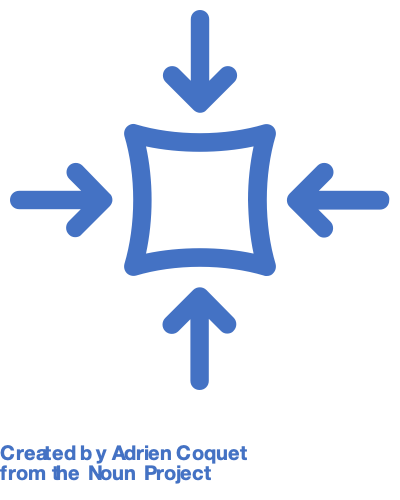 Created by Adrien Coquet
from the Noun Project